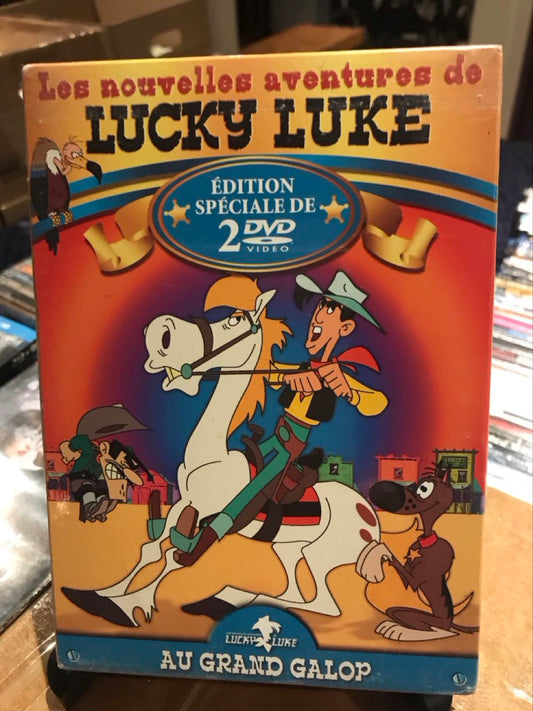 Les nouvelles aventures de
LUCKY LUKE
ÉDITION
SPÉCIALE DE
2 DVD
VIDEO
LUCKY LUKE
AU GRAND GALOP